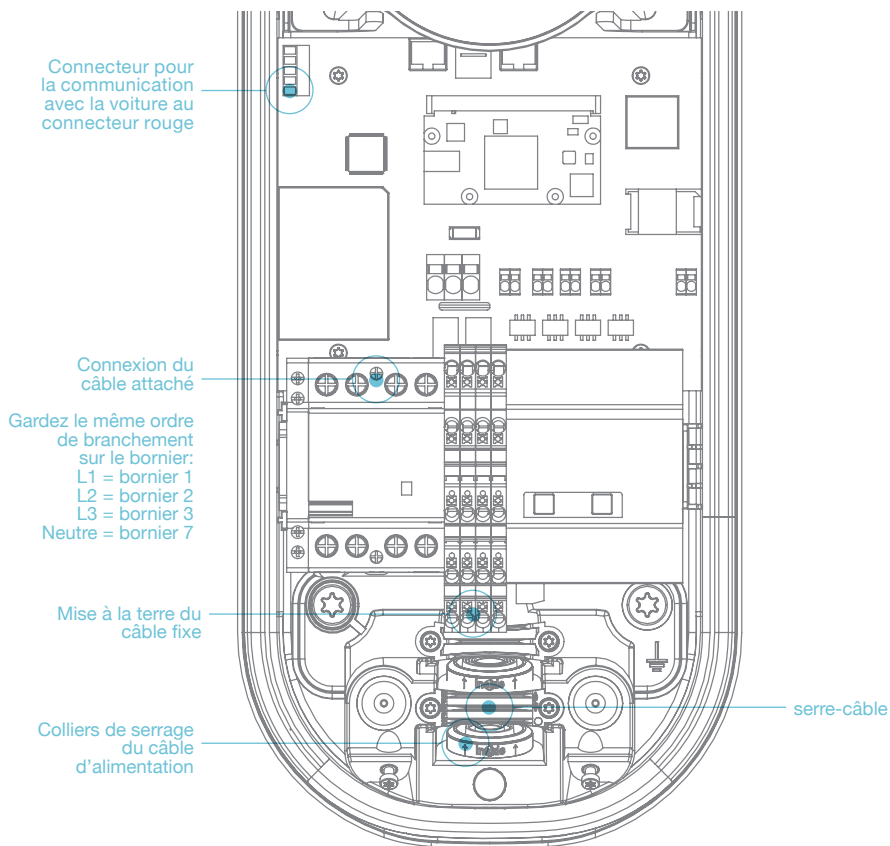 Connecteur pour
la communication
avec la voiture au
connecteur rouge
Connexion du
câble attaché
Gardez le même ordre
de branchement
sur le bornier:
L1 = bornier 1
L2 = bornier 2
L3 = bornier 3
Neutre = bornier 7
Mise à la terre du
câble fixe
Inside
serre-câble
Colliers de serrage
du câble
d’alimentation
Inside